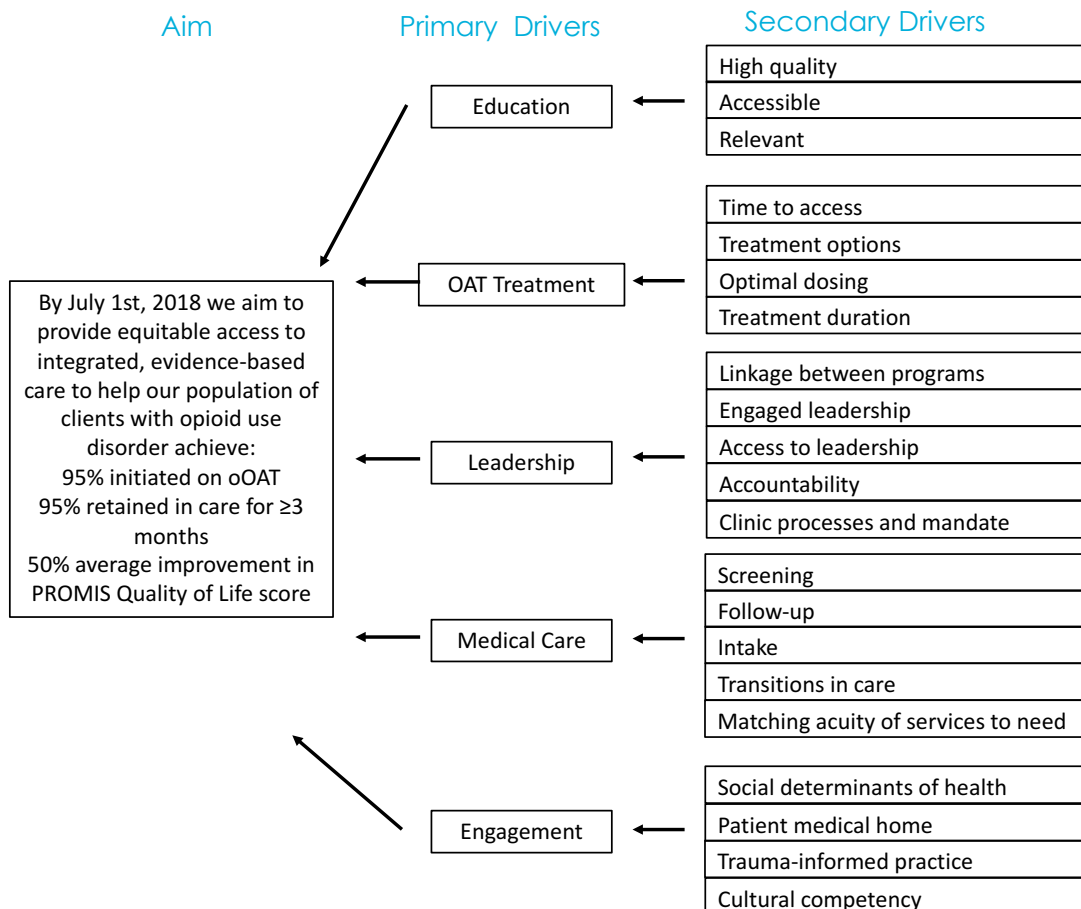 Aim
Primary Drivers
Secondary Drivers
By July 1st, 2018 we aim to
provide equitable access to
integrated, evidence-based
care to help our population of
clients with opioid use
disorder achieve:
95% initiated on oOAT
95% retained in care for ≥3
months
50% average improvement in
PROMIS Quality of Life score
Education
High quality
Accessible
Relevant
OAT Treatment
Time to access
Treatment options
Optimal dosing
Treatment duration
Leadership
Linkage between programs
Engaged leadership
Access to leadership
Accountability
Clinic processes and mandate
Medical Care
Screening
Follow-up
Intake
Transitions in care
Matching acuity of services to need
Engagement
Social determinants of health
Patient medical home
Trauma-informed practice
Cultural competency